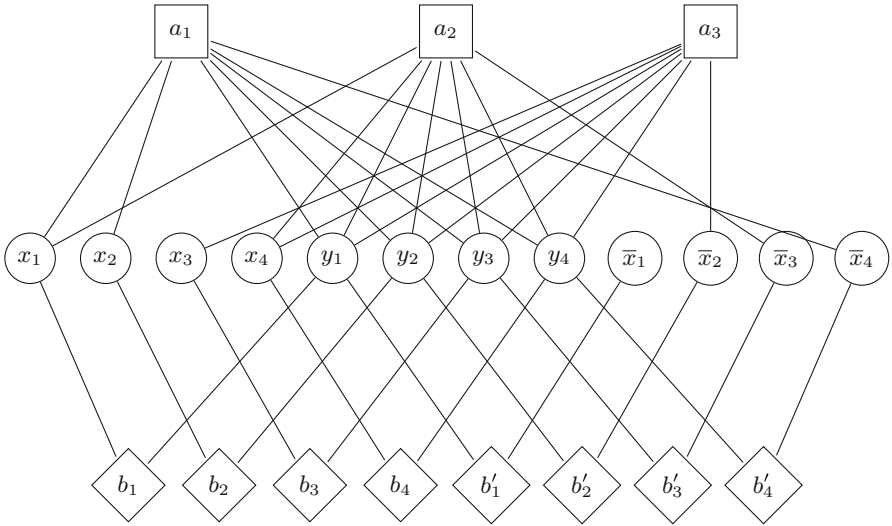 a₁ a₂ a₃
x₁ x₂ x₃ x₄ y₁ y₂ y₃ y₄ x̅₁ x̅₂ x̅₃ x̅₄
b₁ b₂ b₃ b₄ b′₁ b′₂ b′₃ b′₄